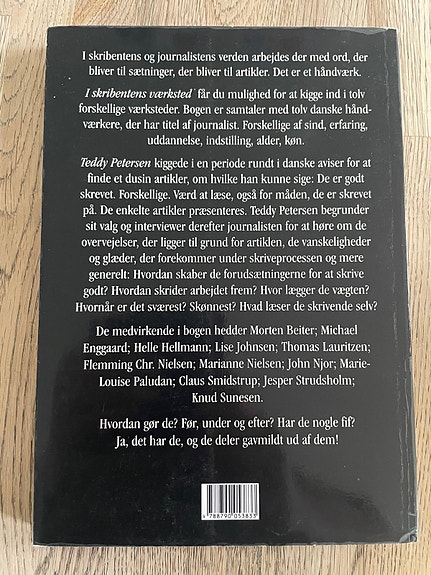 I skribentens og journalistens verden arbejdes der med ord, der
bliver til sætninger, der bliver til artikler. Det er et håndværk.
I skribentens værksted får du mulighed for at kigge ind i tolv
forskellige værksteder. Bogen er samtaler med tolv danske hånd-
værkere, der har titel af journalist. Forskellige af sind, erfaring,
uddannelse, indstilling, alder, køn.
Teddy Petersen kiggede i en periode rundt i danske aviser for at
finde et dusin artikler, om hvilke han kunne sige: De er godt
skrevet. Forskellige. Værd at læse, også for måden, de er skrevet
på. De enkelte artikler præsenteres. Teddy Petersen begrunder
sit valg og interviewer derefter journalisten for at høre om de
overvejelser, der ligger til grund for artiklen, de vanskeligheder
og glæder, der forekommer under skriveprocessen og mere
generelt: Hvordan skaber de forudsætningerne for at skrive
godt? Hvordan skrider arbejdet frem? Hvor lægger de vægten?
Hvornår er det sværest? Skønnest? Hvad læser de skrivende selv?
De medvirkende i bogen hedder Morten Beiter; Michael
Enggaard; Helle Hellmann; Lise Johnsen; Thomas Lauritzen;
Flemming Chr. Nielsen; Marianne Nielsen; John Njor; Marie-
Louise Paludan; Claus Smidstrup; Jesper Strudsholm;
Knud Sunesen.
Hvordan gør de? Før, under og efter? Har de nogle fif?
Ja, det har de, og de deler gavmildt ud af dem!
9 788790 053833